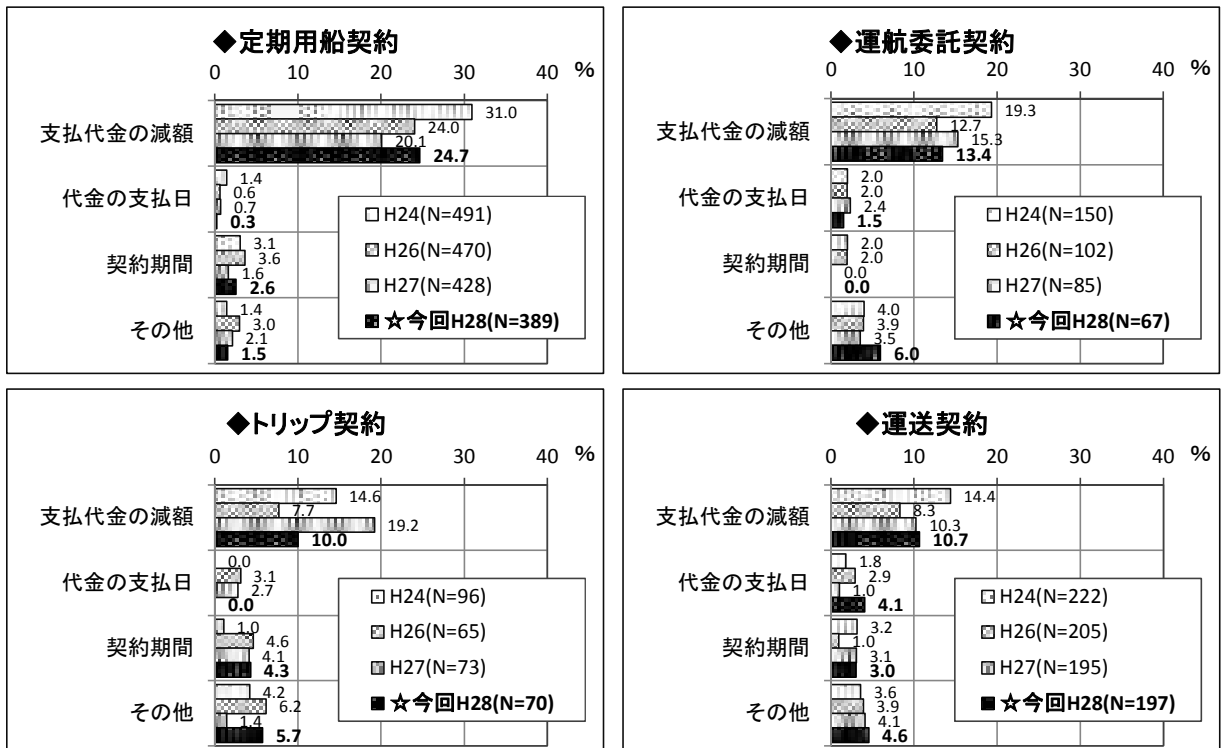 ◆定期用船契約
0 10 20 30 40 %
支払代金の減額
31.0
24.0
20.1
24.7
代金の支払日
1.4
0.6
0.7
0.3
契約期間
3.1
3.6
1.6
2.6
その他
1.4
3.0
2.1
1.5
H24(N=491)
H26(N=470)
H27(N=428)
☆今回H28(N=389)
◆運航委託契約
0 10 20 30 40 %
支払代金の減額
19.3
12.7
15.3
13.4
代金の支払日
2.0
2.0
2.4
1.5
契約期間
2.0
2.0
0.0
0.0
その他
4.0
3.9
3.5
6.0
H24(N=150)
H26(N=102)
H27(N=85)
☆今回H28(N=67)
◆トリップ契約
0 10 20 30 40 %
支払代金の減額
14.6
7.7
19.2
10.0
代金の支払日
0.0
3.1
2.7
0.0
契約期間
1.0
4.6
4.1
4.3
その他
4.2
6.2
1.4
5.7
H24(N=96)
H26(N=65)
H27(N=73)
☆今回H28(N=70)
◆運送契約
0 10 20 30 40 %
支払代金の減額
14.4
8.3
10.3
10.7
代金の支払日
1.8
2.9
1.0
4.1
契約期間
3.2
1.0
3.1
3.0
その他
3.6
3.9
4.1
4.6
H24(N=222)
H26(N=205)
H27(N=195)
☆今回H28(N=197)